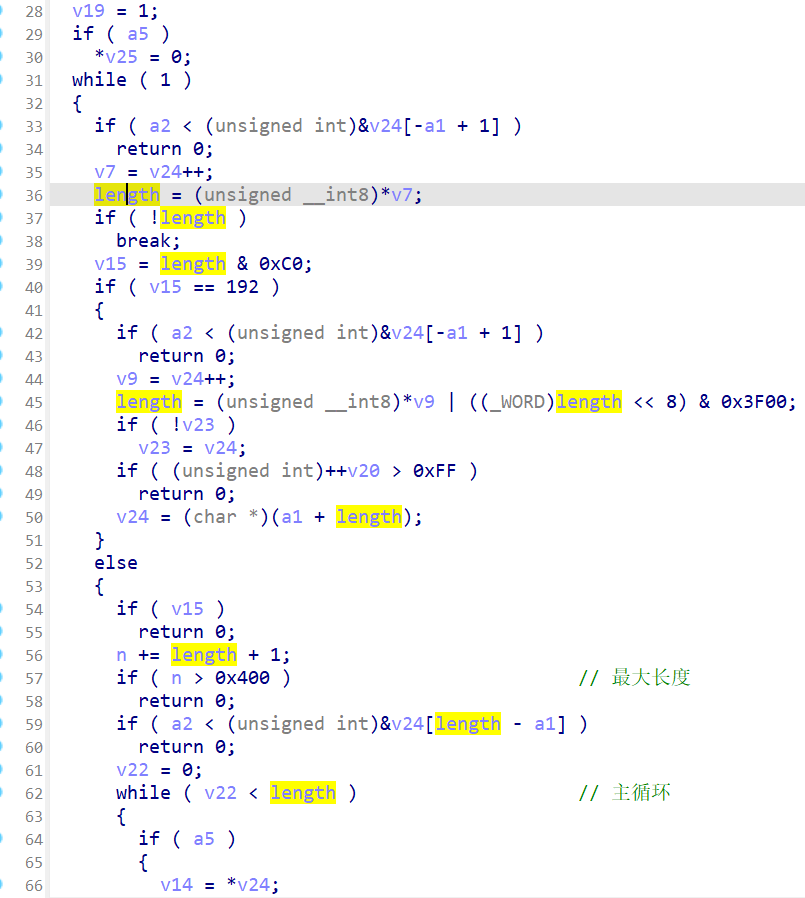 28 v19 = 1;
29 if ( a5 )
30 *v25 = 0;
31 while ( 1 )
32 {
33 if ( a2 < (unsigned int)&v24[-a1 + 1] )
34 return 0;
35 v7 = v24++;
36 length = (unsigned __int8)*v7;
37 if ( !length )
38 break;
39 v15 = length & 0xC0;
40 if ( v15 == 192 )
41 {
42 if ( a2 < (unsigned int)&v24[-a1 + 1] )
43 return 0;
44 v9 = v24++;
45 length = (unsigned __int8)*v9 | ((_WORD)length << 8) & 0x3F00;
46 if ( !v23 )
47 v23 = v24;
48 if ( (unsigned int)++v20 > 0xFF )
49 return 0;
50 v24 = (char *)(a1 + length);
51 }
52 else
53 {
54 if ( v15 )
55 return 0;
56 n += length + 1;
57 if ( n > 0x400 ) // 最大长度
58 return 0;
59 if ( a2 < (unsigned int)&v24[length - a1] )
60 return 0;
61 v22 = 0;
62 while ( v22 < length ) // 主循环
63 {
64 if ( a5 )
65 {
66 v14 = *v24;